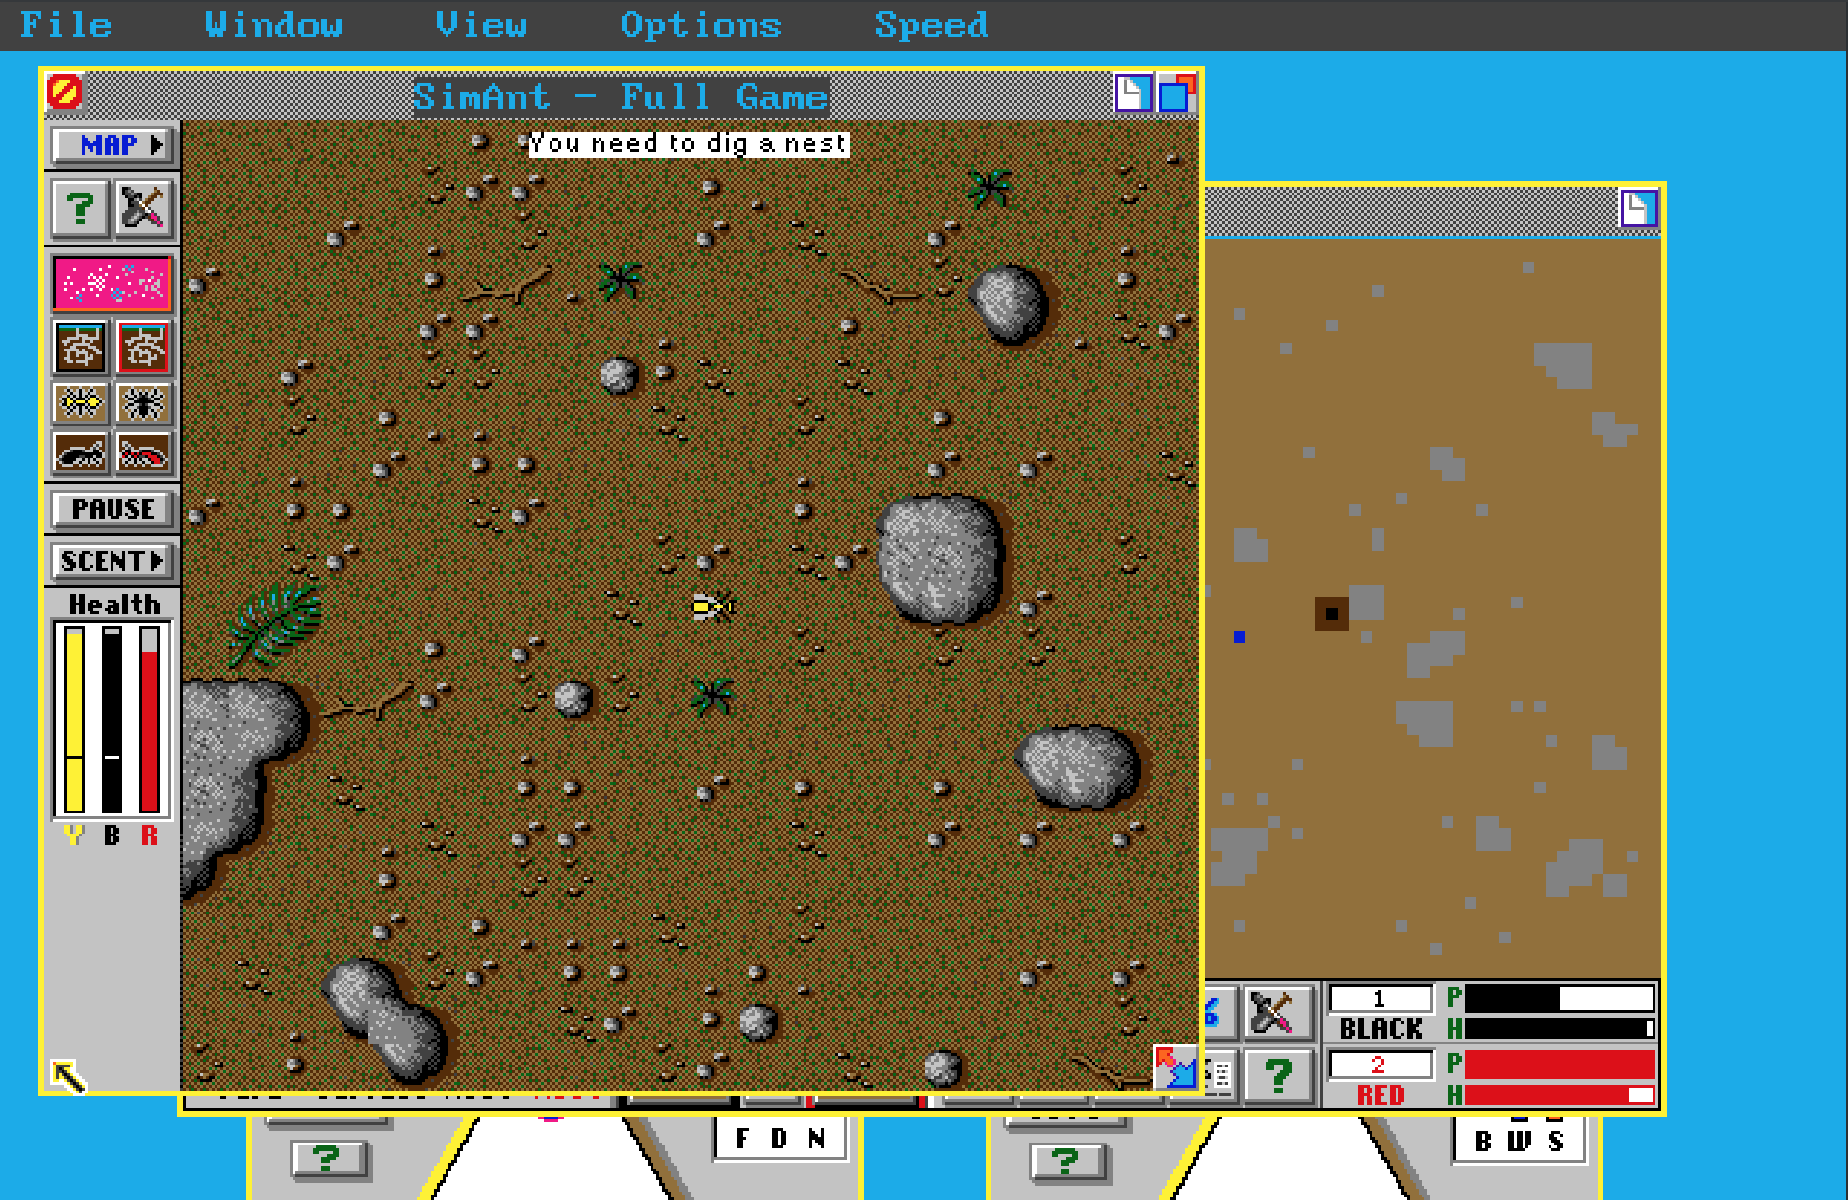 File Window View Options Speed
SimAnt - Full Game
You need to dig a nest
MAP
?
PAUSE
SCENT
Health
Y B R
1 P
BLACK H
2 P
RED H
?
F D N
B W S
?
?